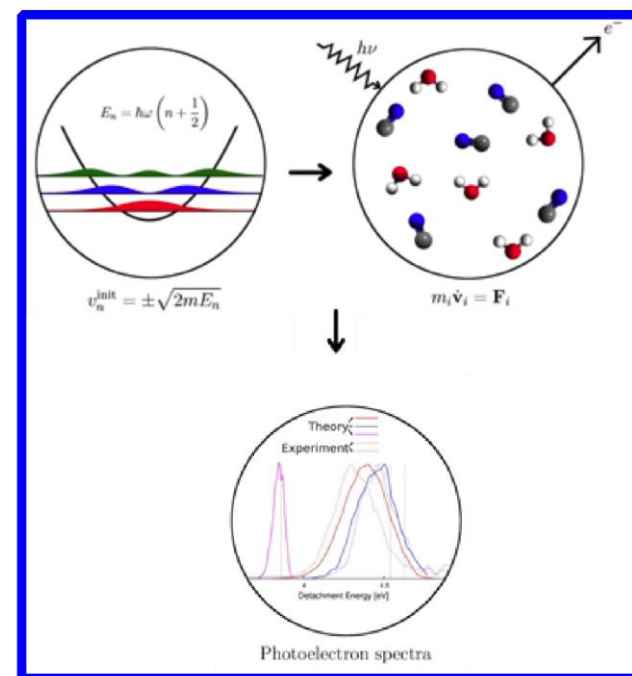 E_n = ħω (n + 1/2)
hν
e⁻
v_n^init = ±√(2mE_n)
m_i v̇_i = F_i
Theory
Experiment
4
4.5
Detachment Energy [eV]
Photoelectron spectra